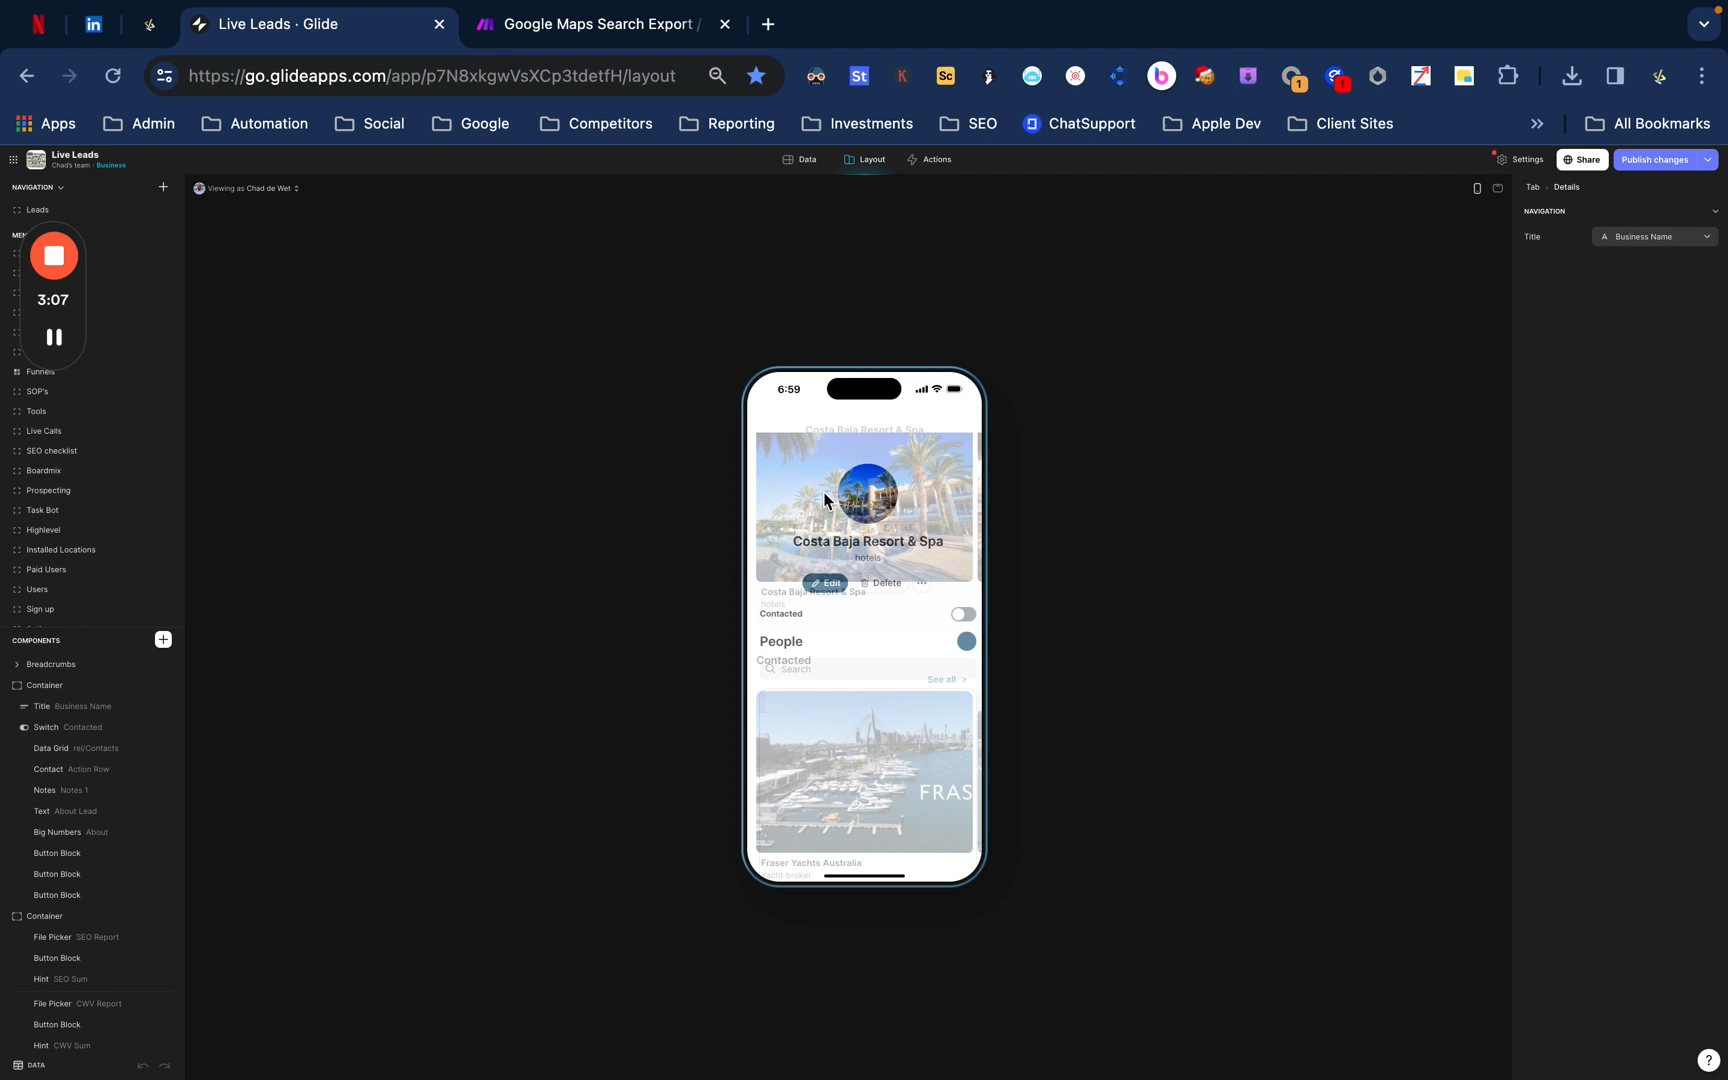 Live Leads · Glide
Google Maps Search Export /
https://go.glideapps.com/app/p7N8xkgwVsXCp3tdetfH/layout
Apps
Admin
Automation
Social
Google
Competitors
Reporting
Investments
SEO
ChatSupport
Apple Dev
Client Sites
All Bookmarks
Live Leads
Chad's team · Business
Data
Layout
Actions
Settings
Share
Publish changes
NAVIGATION
Leads
3:07
Funnels
SOP's
Tools
Live Calls
SEO checklist
Boardmix
Prospecting
Task Bot
Highlevel
Installed Locations
Paid Users
Users
Sign up
COMPONENTS
Breadcrumbs
Container
Title Business Name
Switch Contacted
Data Grid rel/Contacts
Contact Action Row
Notes Notes 1
Text About Lead
Big Numbers About
Button Block
Button Block
Button Block
Container
File Picker SEO Report
Button Block
Hint SEO Sum
File Picker CWV Report
Button Block
Hint CWV Sum
DATA
Viewing as Chad de Wet
6:59
Costa Baja Resort & Spa
Costa Baja Resort & Spa
hotels
Edit
Delete
Costa Baja Resort & Spa
hotels
Contacted
People
Contacted
Search
See all
FRAS
Fraser Yachts Australia
Yacht broker
Tab
Details
NAVIGATION
Title
A Business Name
?